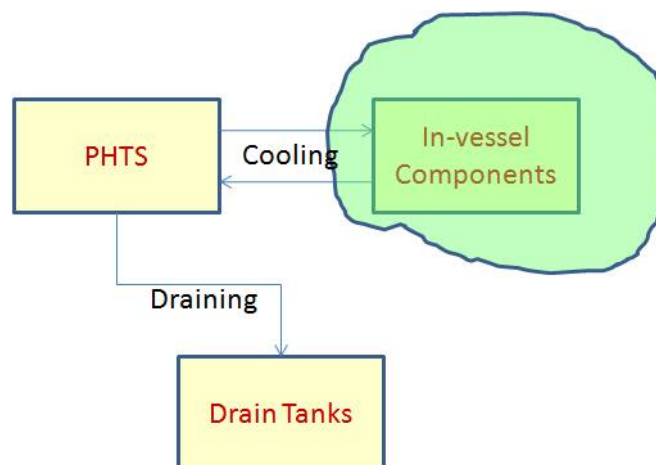 PHTS
Cooling
In-vessel
Components
Draining
Drain Tanks